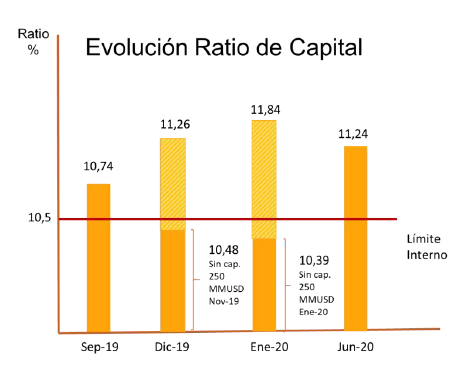 Ratio
%
Evolución Ratio de Capital
10,74
11,26
11,84
11,24
10,5
10,48
Sin cap.
250
MMUSD
Nov-19
10,39
Sin cap.
250
MMUSD
Ene-20
Límite
Interno
Sep-19
Dic-19
Ene-20
Jun-20